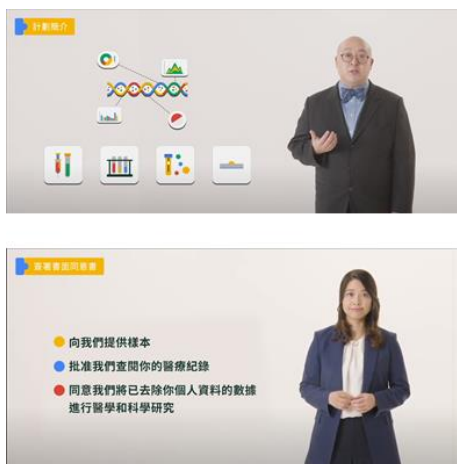 計劃簡介
簽署書面同意書
向我們提供樣本
批准我們查閱你的醫療紀錄
同意我們將已去除你個人資料的數據
進行醫學和科學研究